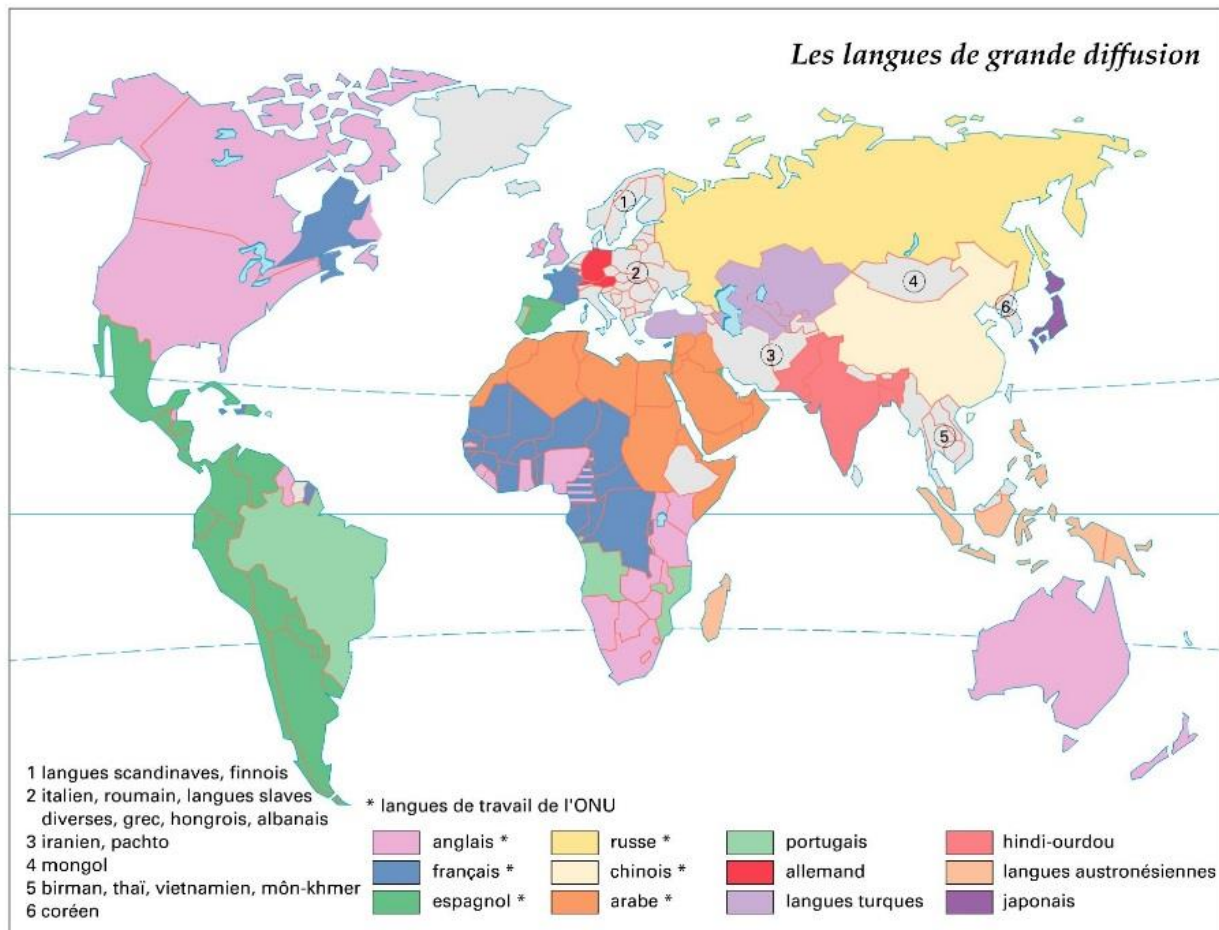 Les langues de grande diffusion
1
2
3
4
5
6
1 langues scandinaves, finnois
2 italien, roumain, langues slaves
diverses, grec, hongrois, albanais
3 iranien, pachto
4 mongol
5 birman, thaï, vietnamien, môn-khmer
6 coréen
* langues de travail de l'ONU
anglais *
français *
espagnol *
russe *
chinois *
arabe *
portugais
allemand
langues turques
hindi-ourdou
langues austronésiennes
japonais